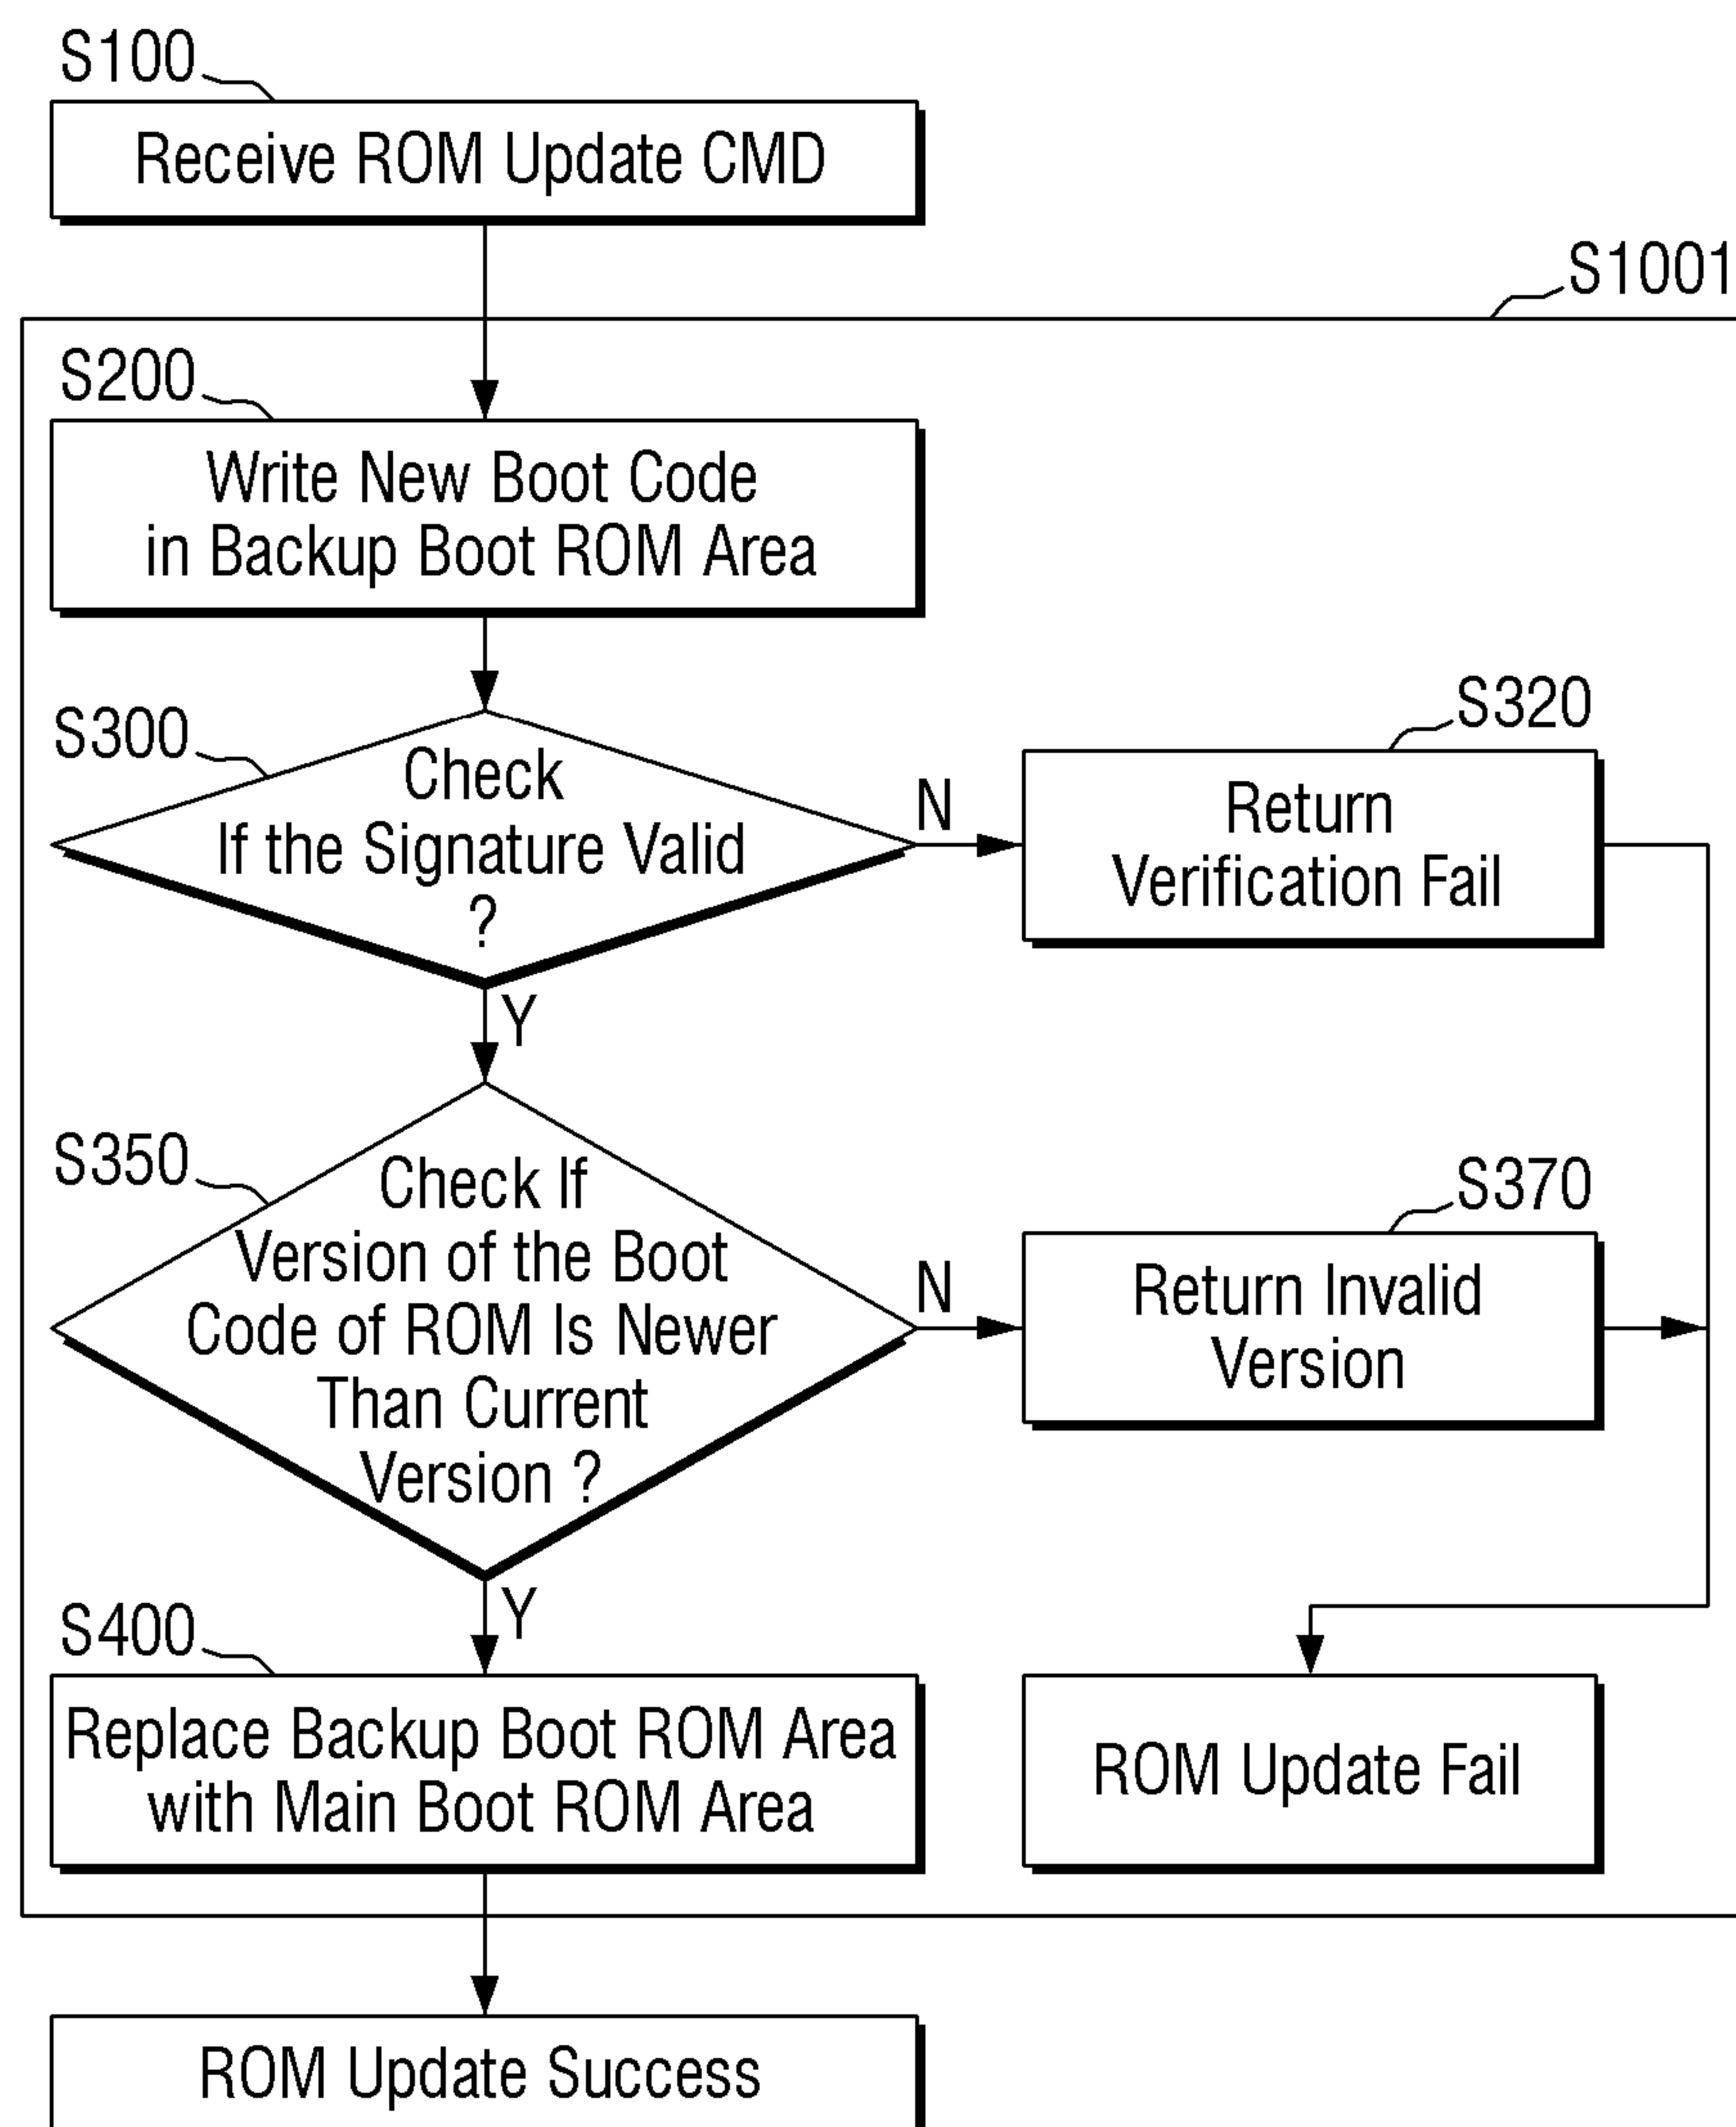 S100
Receive ROM Update CMD
S1001
S200
Write New Boot Code
in Backup Boot ROM Area
S300
Check
If the Signature Valid
?
N
S320
Return
Verification Fail
Y
S350
Check If
Version of the Boot
Code of ROM Is Newer
Than Current
Version ?
N
S370
Return Invalid
Version
Y
S400
Replace Backup Boot ROM Area
with Main Boot ROM Area
ROM Update Fail
ROM Update Success